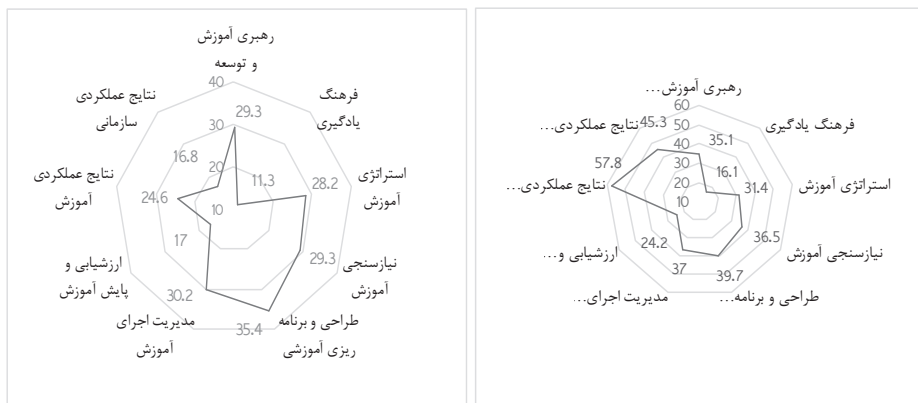 رهبری آموزش
و توسعه
40
فرهنگ
یادگیری
نتایج عملکردی
سازمانی
30
29.3
20
16.8
11.3
استراتژی
آموزش
28.2
نتایج عملکردی
آموزش
24.6
10
17
29.3
نیازسنجی
آموزش
ارزشیابی و
پایش آموزش
30.2
35.4
مدیریت اجرای
آموزش
طراحی و برنامه
ریزی آموزشی
رهبری آموزش...
60
50
40
30
20
10
فرهنگ یادگیری
نتایج عملکردی...
45.3
35.1
16.1
57.8
نتایج عملکردی...
31.4
استراتژی آموزش
36.5
نیازسنجی آموزش
24.2
ارزشیابی و...
37
39.7
مدیریت اجرای...
طراحی و برنامه...